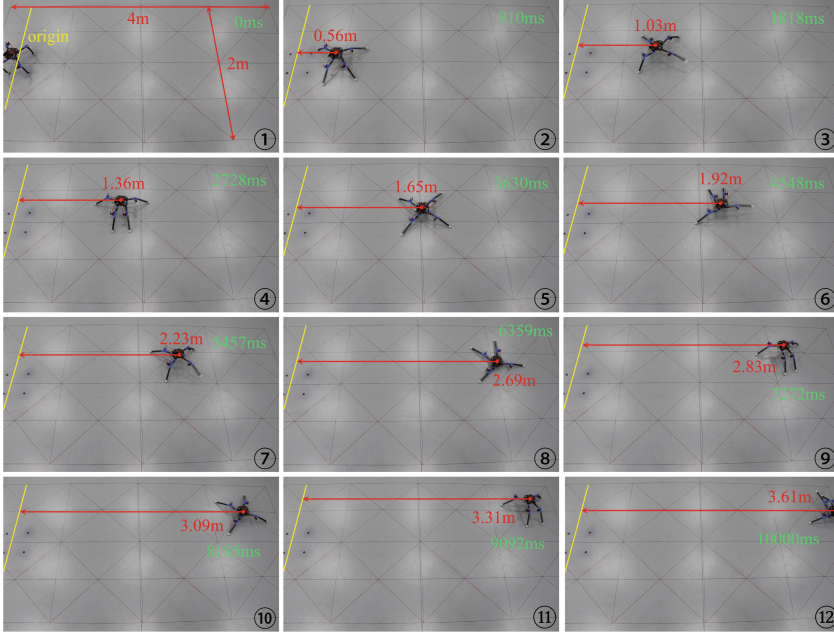 4m
0ms
origin
2m
①
910ms
0.56m
②
1818ms
1.03m
③
2728ms
1.36m
④
3630ms
1.65m
⑤
4548ms
1.92m
⑥
5457ms
2.23m
⑦
6359ms
2.69m
⑧
2.83m
⑨
3.09m
⑩
3.31m
9092ms
⑪
3.61m
10000ms
⑫